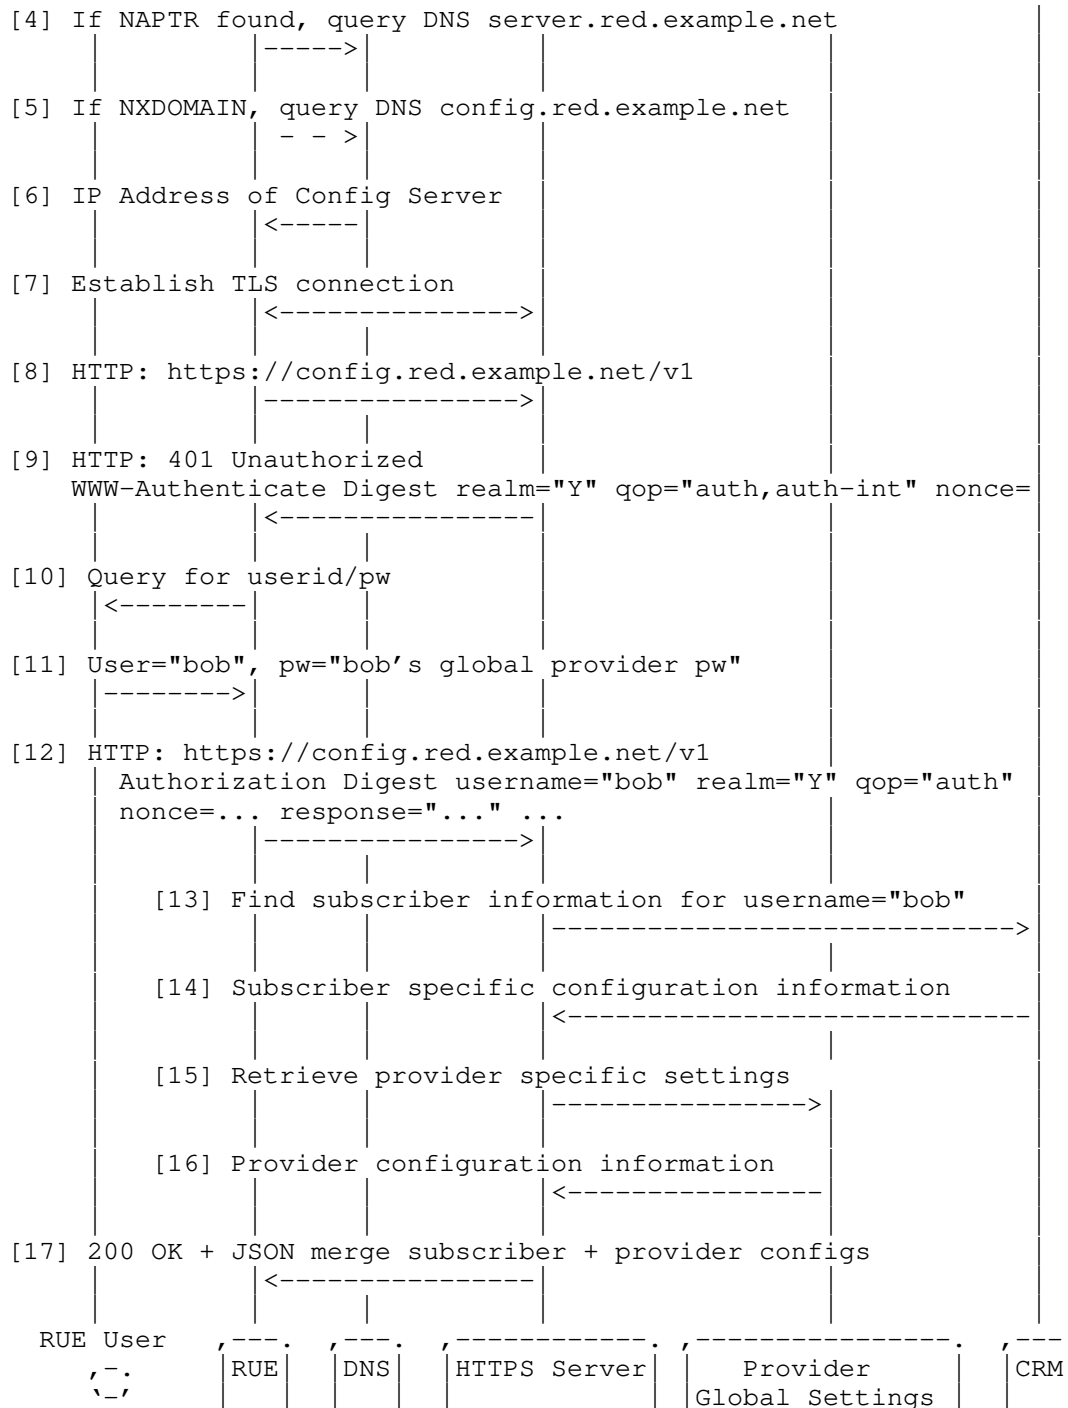 [4] If NAPTR found, query DNS server.red.example.net
[5] If NXDOMAIN, query DNS config.red.example.net
[6] IP Address of Config Server
[7] Establish TLS connection
[8] HTTP: https://config.red.example.net/v1
[9] HTTP: 401 Unauthorized
WWW-Authenticate Digest realm="Y" qop="auth,auth-int" nonce=
[10] Query for userid/pw
[11] User="bob", pw="bob's global provider pw"
[12] HTTP: https://config.red.example.net/v1
Authorization Digest username="bob" realm="Y" qop="auth"
nonce=... response="..." ...
[13] Find subscriber information for username="bob"
[14] Subscriber specific configuration information
[15] Retrieve provider specific settings
[16] Provider configuration information
[17] 200 OK + JSON merge subscriber + provider configs
RUE User
RUE DNS HTTPS Server Provider CRM
Global Settings